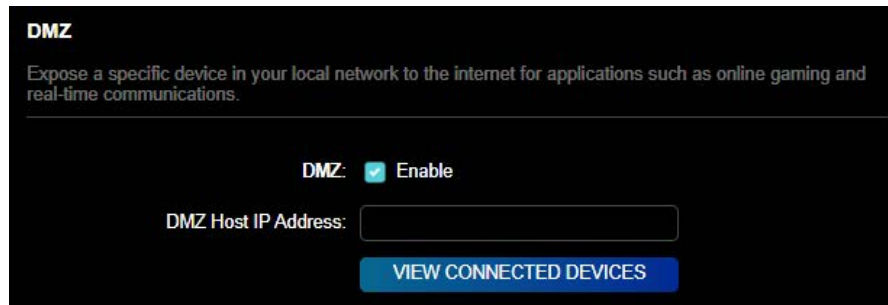 DMZ
Expose a specific device in your local network to the internet for applications such as online gaming and
real-time communications.
DMZ: Enable
DMZ Host IP Address:
VIEW CONNECTED DEVICES